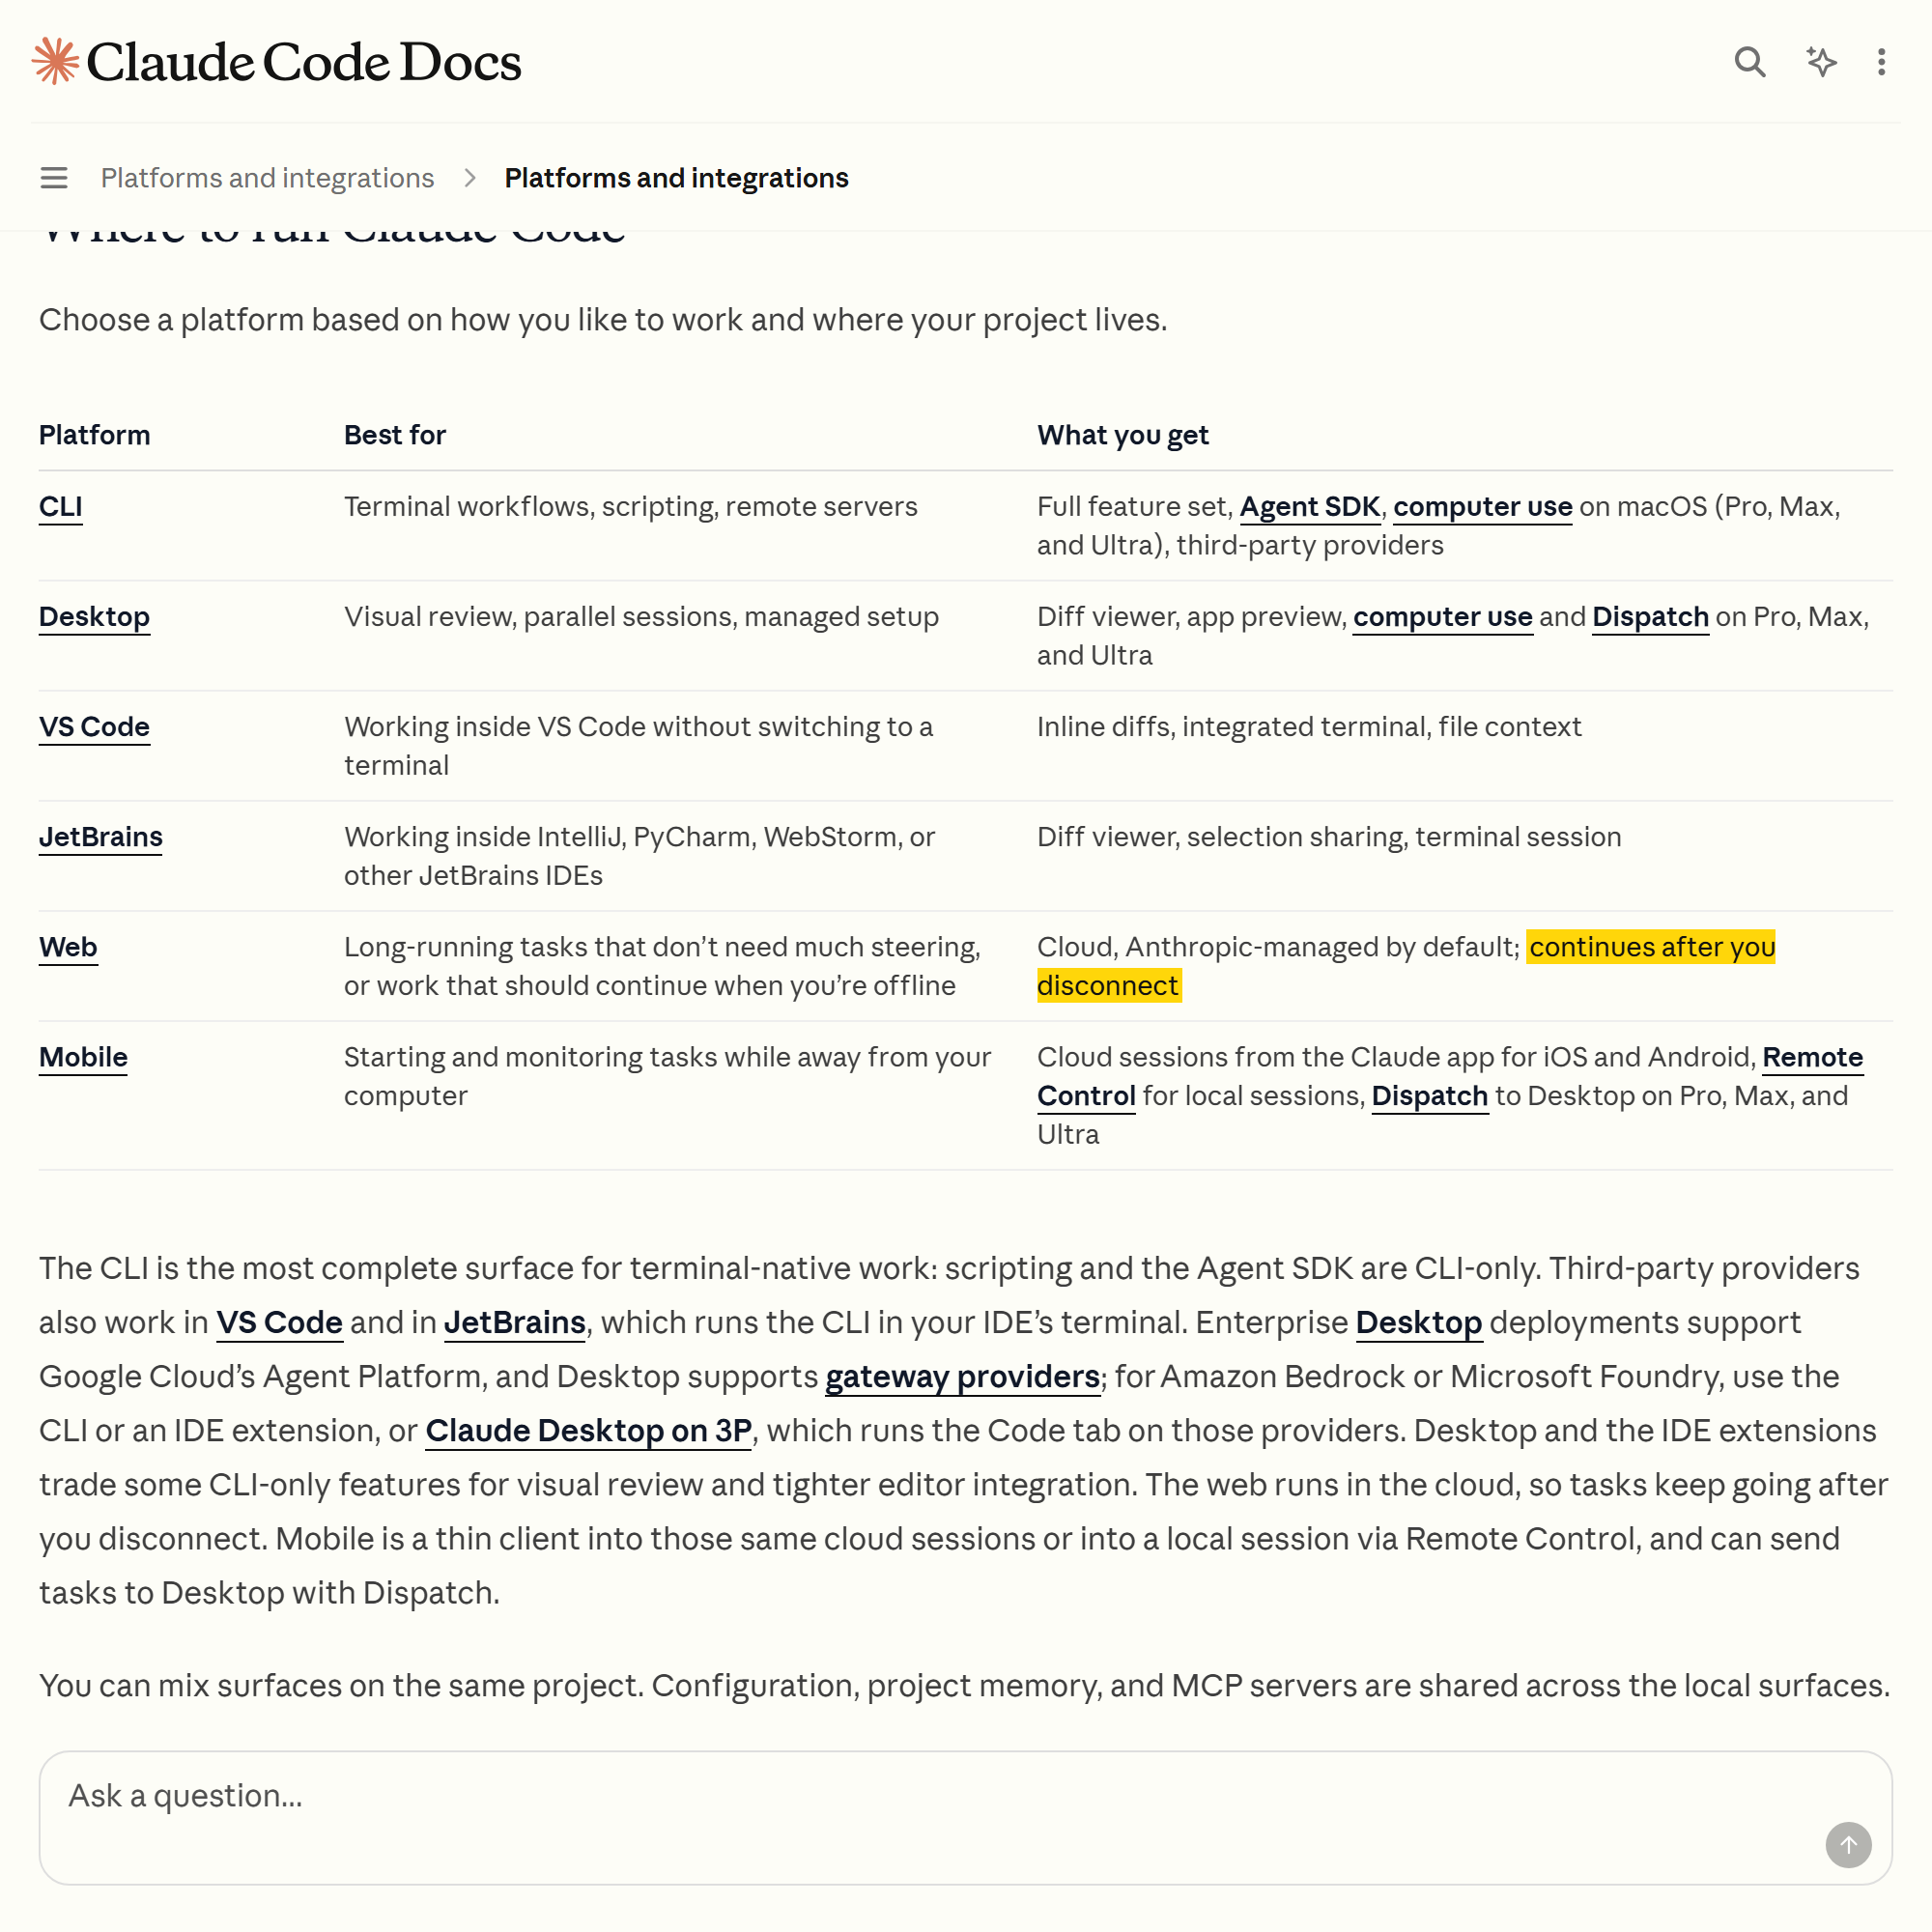 Claude Code Docs
Platforms and integrations > Platforms and integrations
Where to run Claude Code
Choose a platform based on how you like to work and where your project lives.
Platform Best for What you get
CLI Terminal workflows, scripting, remote servers Full feature set, Agent SDK, computer use on macOS (Pro, Max,
and Ultra), third-party providers
Desktop Visual review, parallel sessions, managed setup Diff viewer, app preview, computer use and Dispatch on Pro, Max,
and Ultra
VS Code Working inside VS Code without switching to a Inline diffs, integrated terminal, file context
terminal
JetBrains Working inside IntelliJ, PyCharm, WebStorm, or Diff viewer, selection sharing, terminal session
other JetBrains IDEs
Web Long-running tasks that don’t need much steering, Cloud, Anthropic-managed by default; continues after you
or work that should continue when you’re offline disconnect
Mobile Starting and monitoring tasks while away from your Cloud sessions from the Claude app for iOS and Android, Remote
computer Control for local sessions, Dispatch to Desktop on Pro, Max, and
Ultra
The CLI is the most complete surface for terminal-native work: scripting and the Agent SDK are CLI-only. Third-party providers
also work in VS Code and in JetBrains, which runs the CLI in your IDE’s terminal. Enterprise Desktop deployments support
Google Cloud’s Agent Platform, and Desktop supports gateway providers; for Amazon Bedrock or Microsoft Foundry, use the
CLI or an IDE extension, or Claude Desktop on 3P, which runs the Code tab on those providers. Desktop and the IDE extensions
trade some CLI-only features for visual review and tighter editor integration. The web runs in the cloud, so tasks keep going after
you disconnect. Mobile is a thin client into those same cloud sessions or into a local session via Remote Control, and can send
tasks to Desktop with Dispatch.
You can mix surfaces on the same project. Configuration, project memory, and MCP servers are shared across the local surfaces.
Ask a question...